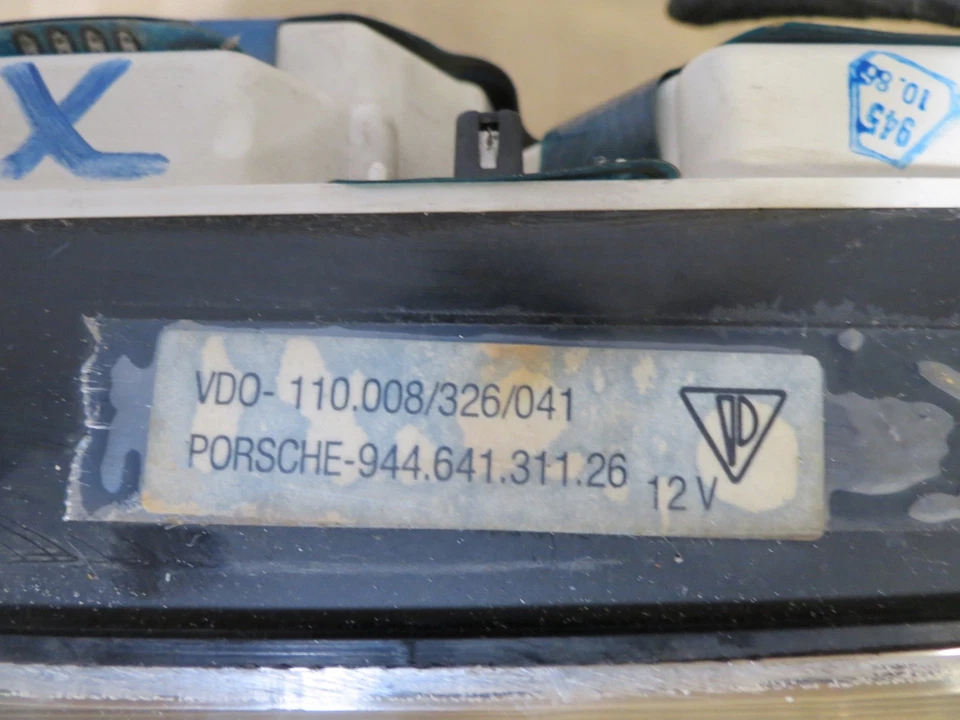 X
945
10.86
VDO- 110.008/326/041
PORSCHE-944.641.311.26
12 V